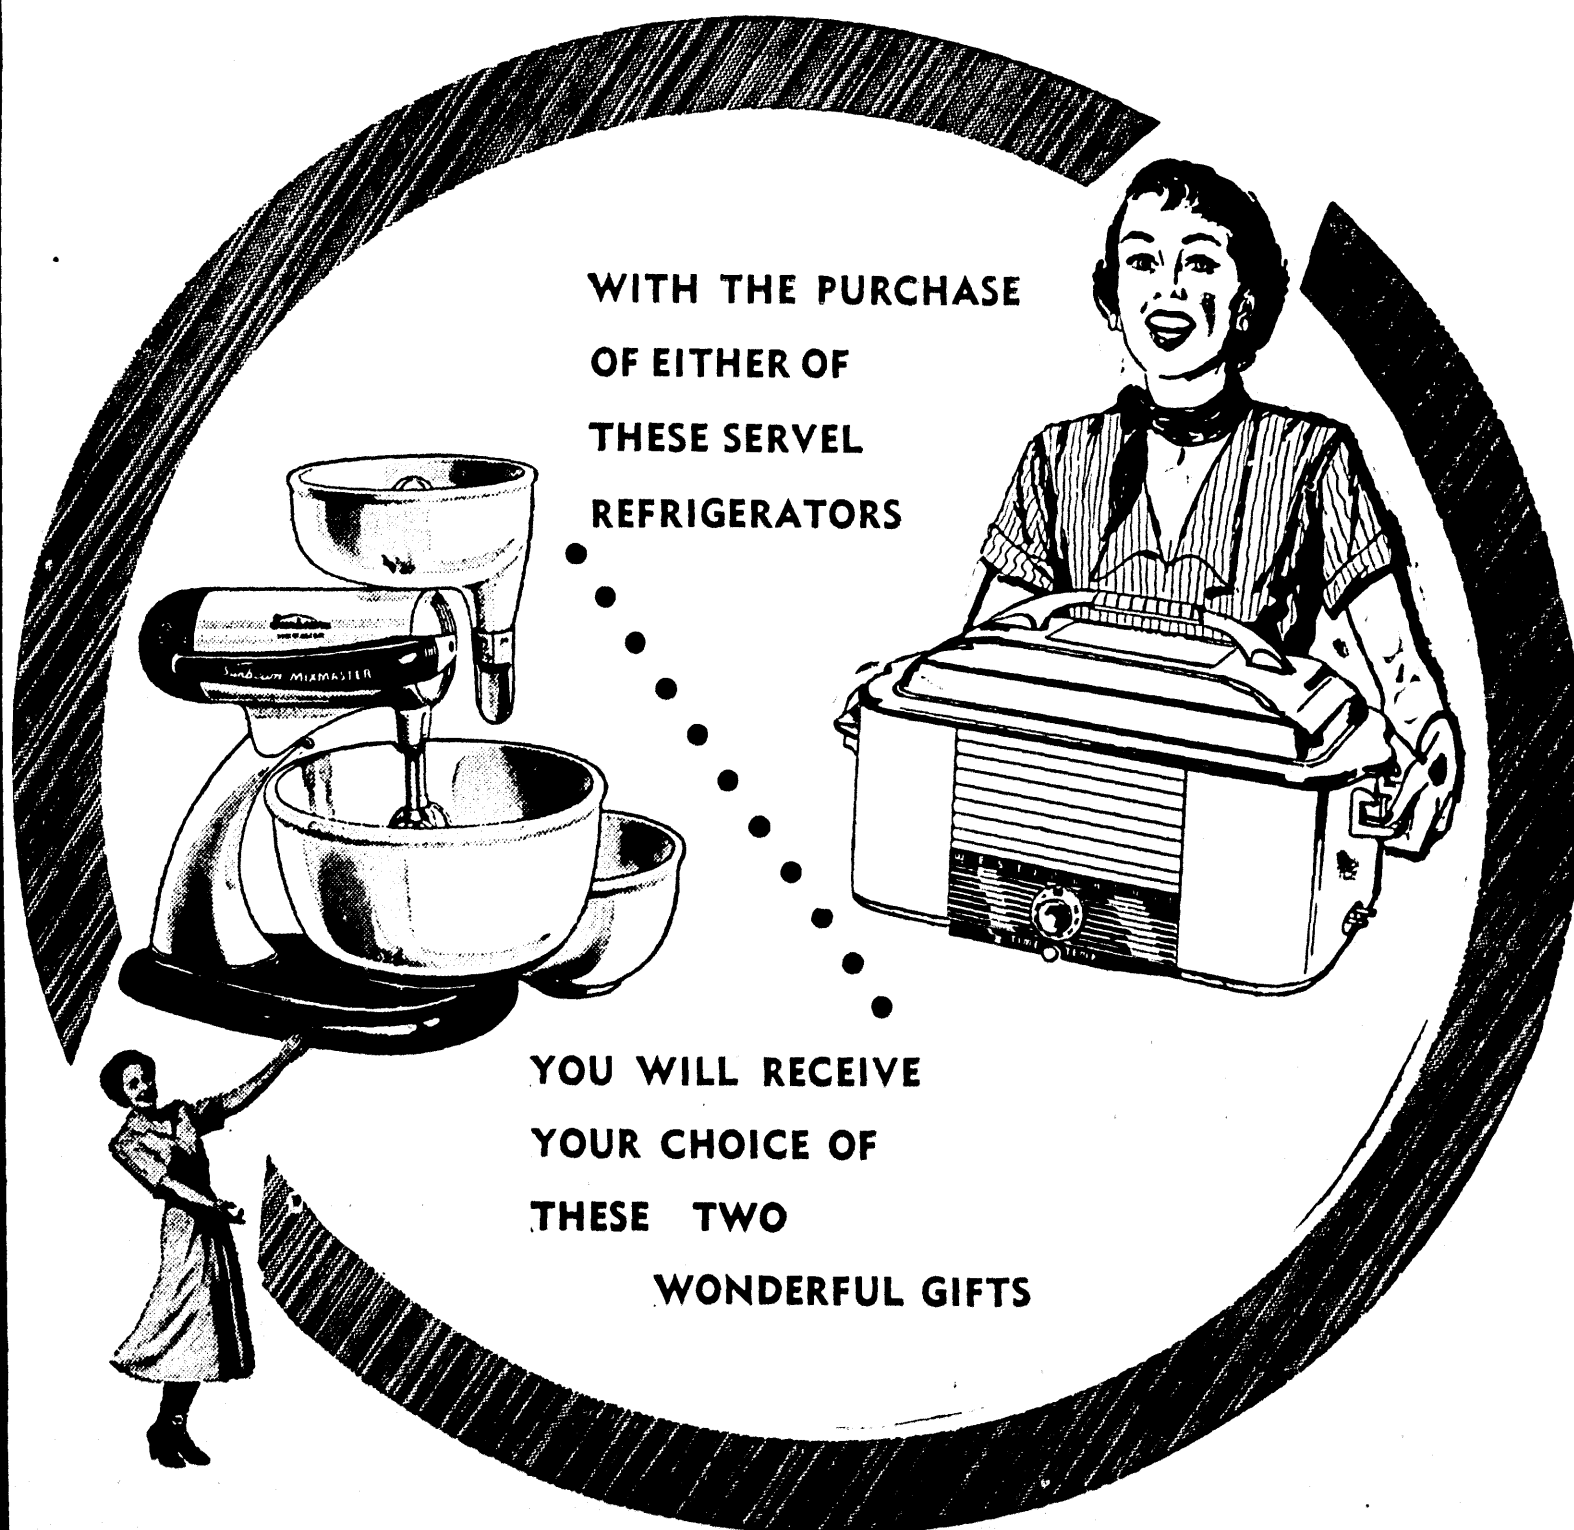 WITH THE PURCHASE
OF EITHER OF
THESE SERVEL
REFRIGERATORS
Sunbeam
Sunbeam MIXMASTER
YOU WILL RECEIVE
YOUR CHOICE OF
THESE TWO
WONDERFUL GIFTS